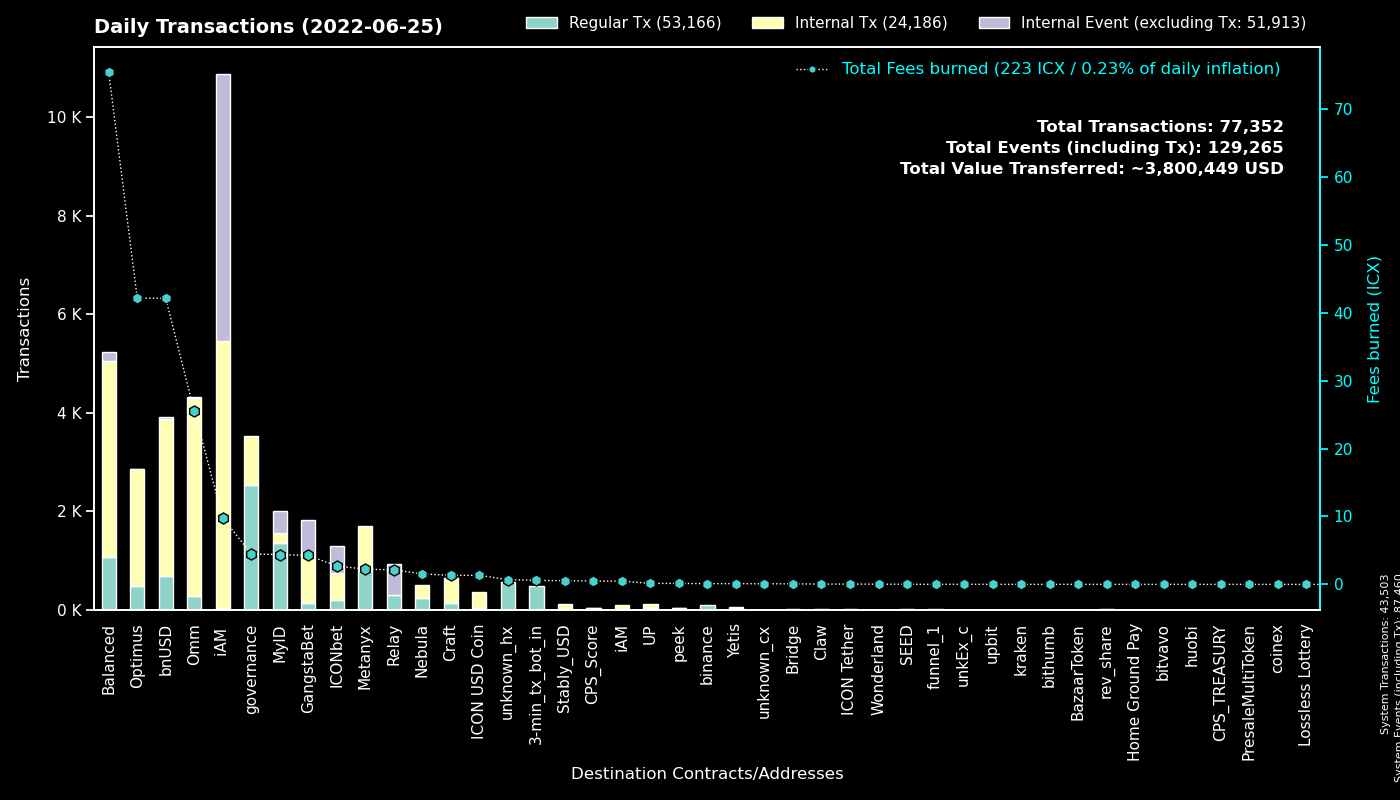 Daily Transactions (2022-06-25)
Regular Tx (53,166)
Internal Tx (24,186)
Internal Event (excluding Tx: 51,913)
Total Fees burned (223 ICX / 0.23% of daily inflation)
Total Transactions: 77,352
Total Events (including Tx): 129,265
Total Value Transferred: ~3,800,449 USD
Transactions
10 K
8 K
6 K
4 K
2 K
0 K
70
60
50
40
30
20
10
0
Fees burned (ICX)
Balanced
Optimus
bnUSD
Omm
iAM
governance
MyID
GangstaBet
ICONbet
Metanyx
Relay
Nebula
Craft
ICON USD Coin
unknown_hx
3-min_tx_bot_in
Stably_USD
CPS_Score
iAM
UP
peek
binance
Yetis
unknown_cx
Bridge
Claw
ICON Tether
Wonderland
SEED
funnel_1
unkEx_c
upbit
kraken
bithumb
BazaarToken
rev_share
Home Ground Pay
bitvavo
huobi
CPS_TREASURY
PresaleMultiToken
coinex
Lossless Lottery
Destination Contracts/Addresses
System Transactions: 43,503
System Events (including Tx): 87,460